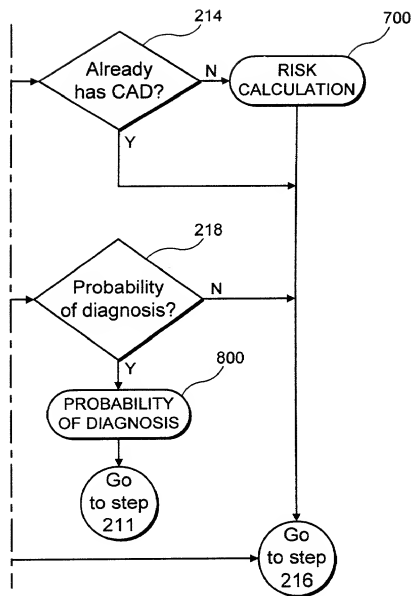 214
700
Already
has CAD?
N
RISK
CALCULATION
Y
218
Probability
of diagnosis?
N
Y
800
PROBABILITY
OF DIAGNOSIS
Go
to step
211
Go
to step
216